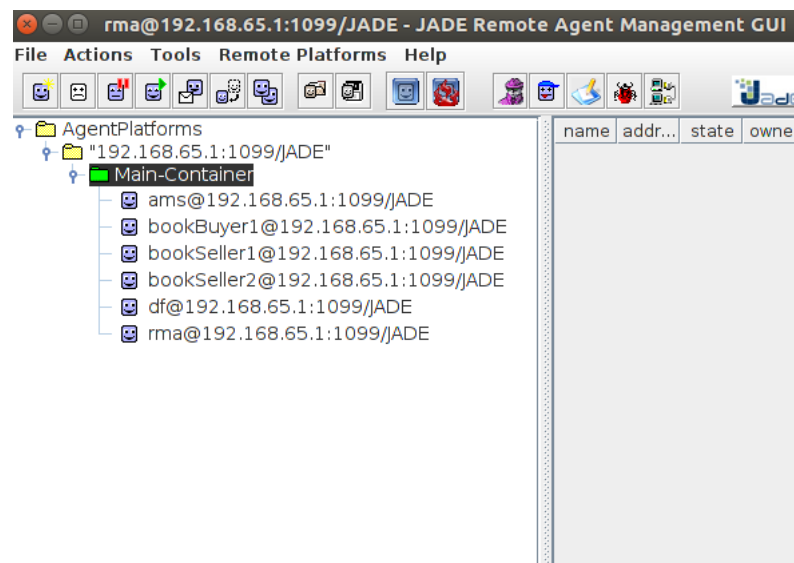 rma@192.168.65.1:1099/JADE - JADE Remote Agent Management GUI
File Actions Tools Remote Platforms Help
AgentPlatforms
name addr... state owne
"192.168.65.1:1099/JADE"
Main-Container
ams@192.168.65.1:1099/JADE
bookBuyer1@192.168.65.1:1099/JADE
bookSeller1@192.168.65.1:1099/JADE
bookSeller2@192.168.65.1:1099/JADE
df@192.168.65.1:1099/JADE
rma@192.168.65.1:1099/JADE